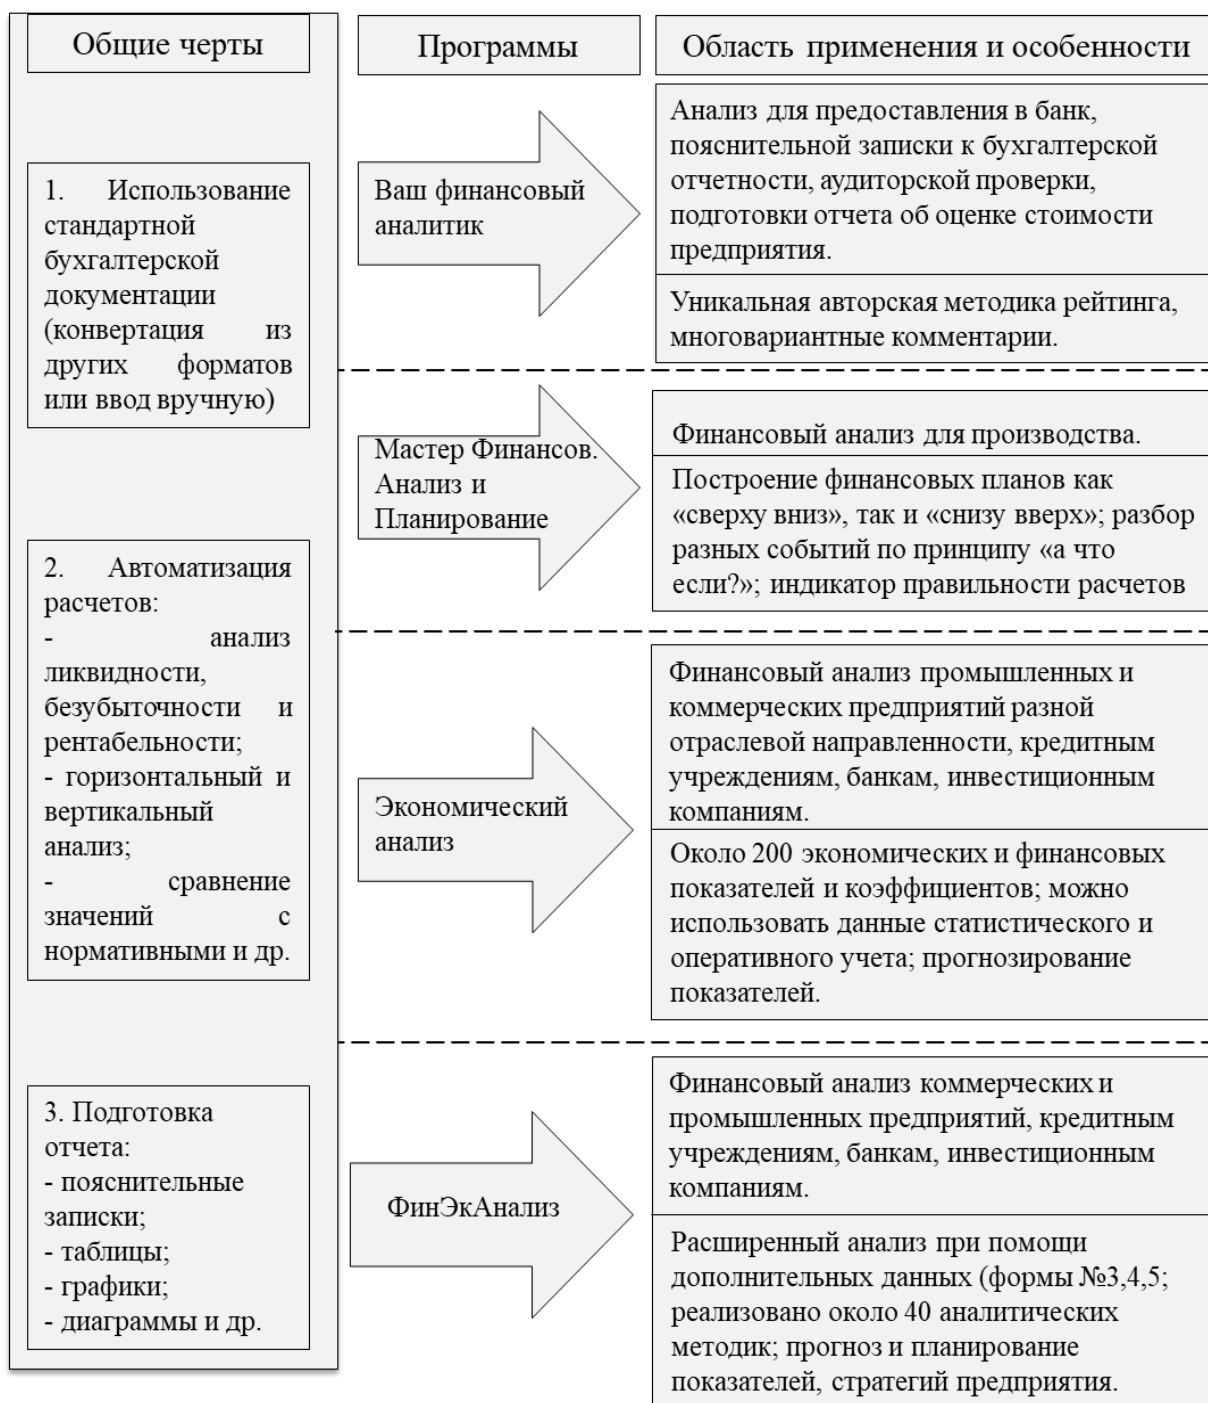 Общие черты
Программы
Область применения и особенности
1. Использование
стандартной
бухгалтерской
документации
(конвертация из
других форматов
или ввод вручную)
2. Автоматизация
расчетов:
- анализ
ликвидности,
безубыточности и
рентабельности;
- горизонтальный и
вертикальный
анализ;
- сравнение
значений с
нормативными и др.
3. Подготовка
отчета:
- пояснительные
записки;
- таблицы;
- графики;
- диаграммы и др.
Ваш финансовый
аналитик
Анализ для предоставления в банк,
пояснительной записки к бухгалтерской
отчетности, аудиторской проверки,
подготовки отчета об оценке стоимости
предприятия.
Уникальная авторская методика рейтинга,
многовариантные комментарии.
Мастер Финансов.
Анализ и
Планирование
Финансовый анализ для производства.
Построение финансовых планов как
«сверху вниз», так и «снизу вверх»; разбор
разных событий по принципу «а что
если?»; индикатор правильности расчетов
Экономический
анализ
Финансовый анализ промышленных и
коммерческих предприятий разной
отраслевой направленности, кредитным
учреждениям, банкам, инвестиционным
компаниям.
Около 200 экономических и финансовых
показателей и коэффициентов; можно
использовать данные статистического и
оперативного учета; прогнозирование
показателей.
ФинЭкАнализ
Финансовый анализ коммерческих и
промышленных предприятий, кредитным
учреждениям, банкам, инвестиционным
компаниям.
Расширенный анализ при помощи
дополнительных данных (формы №3,4,5;
реализовано около 40 аналитических
методик; прогноз и планирование
показателей, стратегий предприятия.